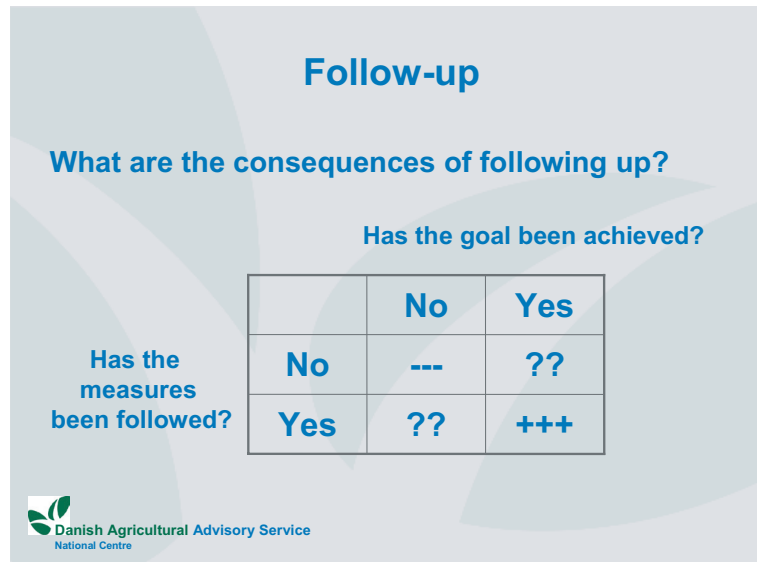 Follow-up
What are the consequences of following up?
Has the goal been achieved?
No Yes
Has the
measures
been followed?
No --- ??
Yes ?? +++
Danish Agricultural Advisory Service
National Centre